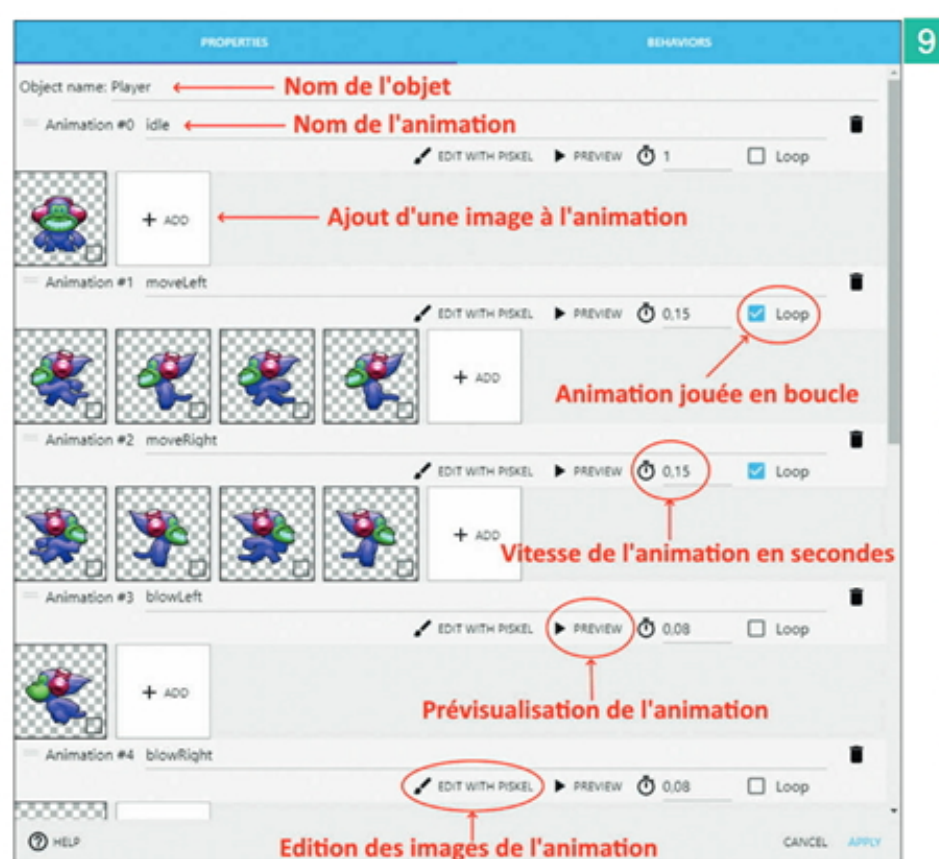 PROPERTIES BEHAVIORS
9
Object name: Player Nom de l'objet
Animation #0 idle Nom de l'animation
EDIT WITH PISKEL PREVIEW 1 Loop
+ ADD Ajout d'une image à l'animation
Animation #1 moveLeft
EDIT WITH PISKEL PREVIEW 0,15 Loop
+ ADD
Animation jouée en boucle
Animation #2 moveRight
EDIT WITH PISKEL PREVIEW 0,15 Loop
+ ADD
Vitesse de l'animation en secondes
Animation #3 blowLeft
EDIT WITH PISKEL PREVIEW 0,08 Loop
+ ADD
Prévisualisation de l'animation
Animation #4 blowRight
EDIT WITH PISKEL PREVIEW 0,08 Loop
? HELP Edition des images de l'animation CANCEL APPLY